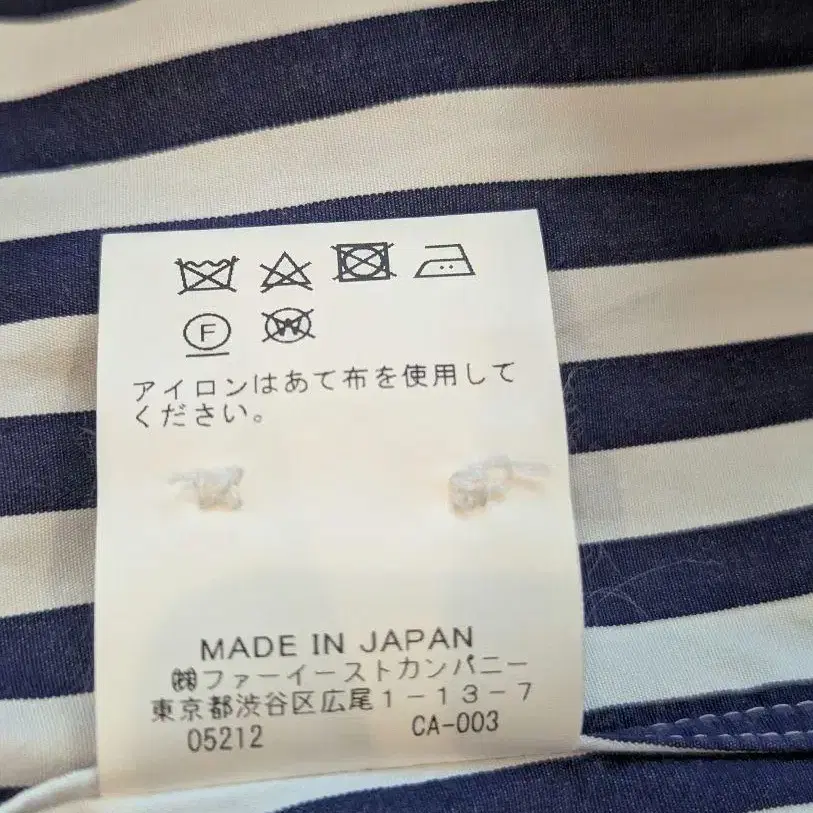 F
W
アイロンはあて布を使用して
ください。
MADE IN JAPAN
㈱ファーイーストカンパニー
東京都渋谷区広尾1-13-7
05212 CA-003